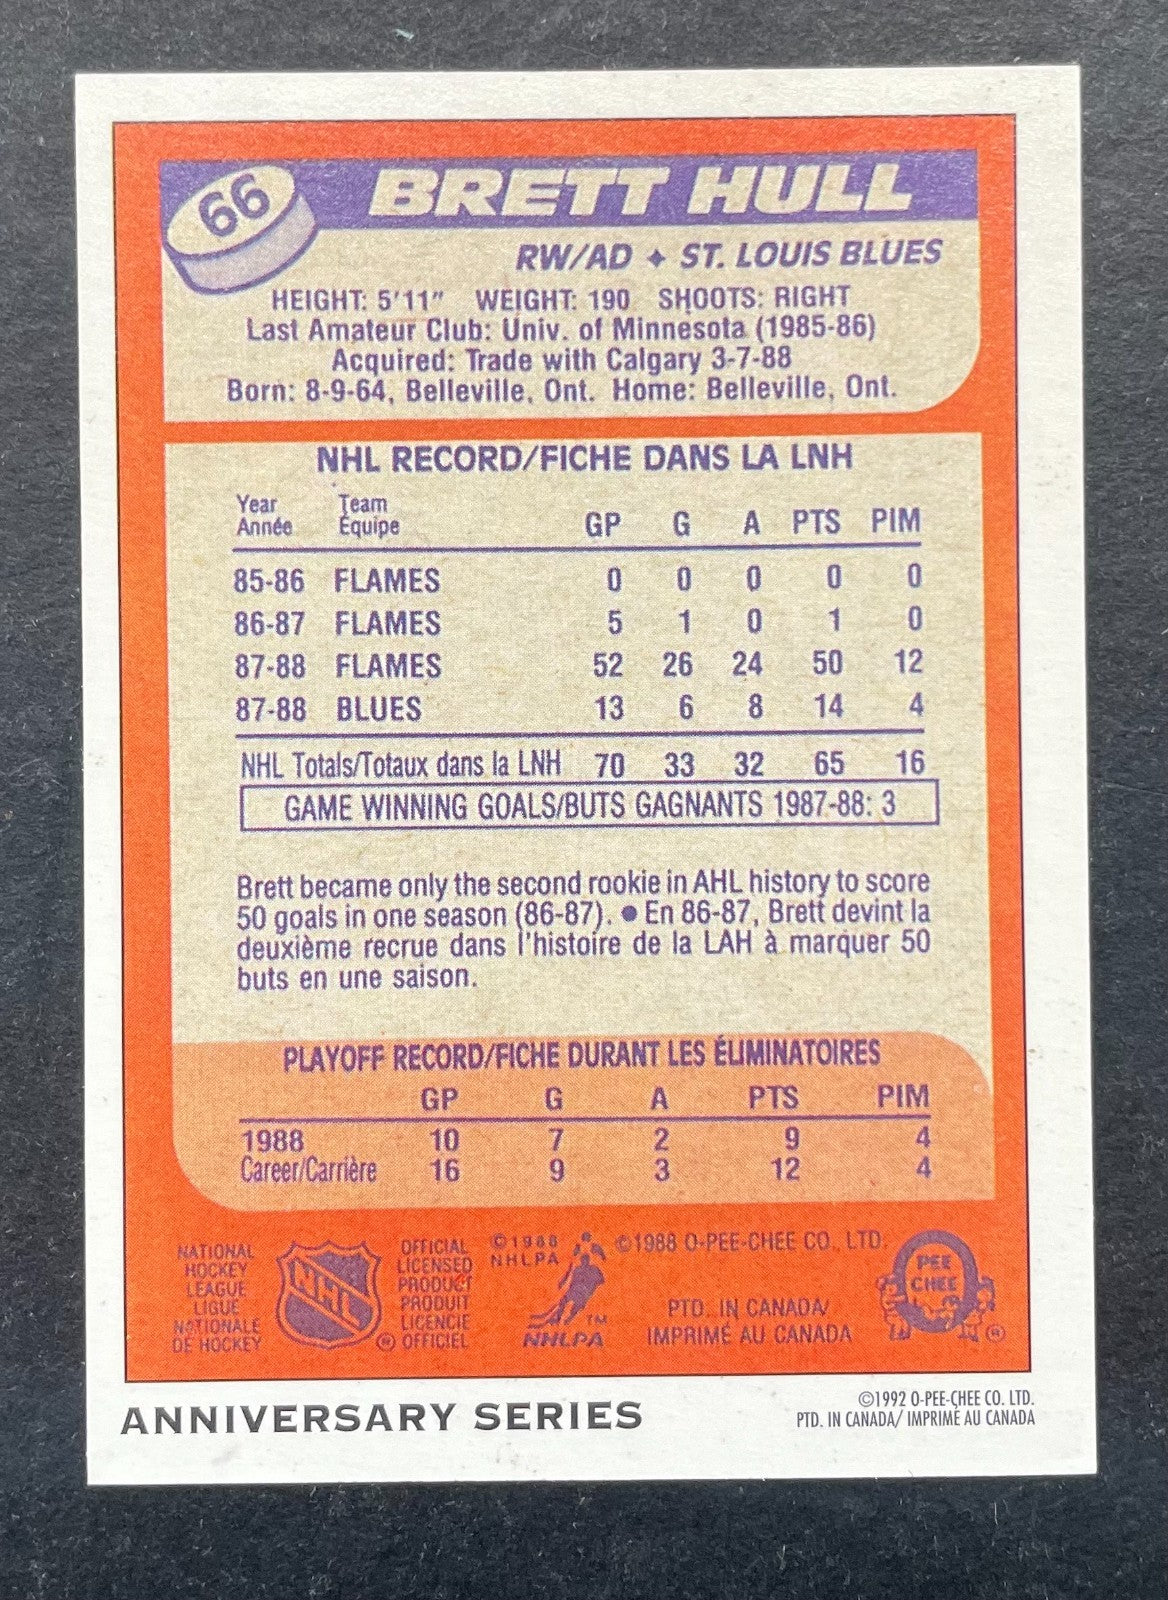 66
BRETT HULL
RW/AD ✦ ST. LOUIS BLUES
HEIGHT: 5'11" WEIGHT: 190 SHOOTS: RIGHT
Last Amateur Club: Univ. of Minnesota (1985-86)
Acquired: Trade with Calgary 3-7-88
Born: 8-9-64, Belleville, Ont. Home: Belleville, Ont.
NHL RECORD/FICHE DANS LA LNH
Year Team
Année Équipe GP G A PTS PIM
85-86 FLAMES 0 0 0 0 0
86-87 FLAMES 5 1 0 1 0
87-88 FLAMES 52 26 24 50 12
87-88 BLUES 13 6 8 14 4
NHL Totals/Totaux dans la LNH 70 33 32 65 16
GAME WINNING GOALS/BUTS GAGNANTS 1987-88: 3
Brett became only the second rookie in AHL history to score
50 goals in one season (86-87). ● En 86-87, Brett devint la
deuxième recrue dans l'histoire de la LAH à marquer 50
buts en une saison.
PLAYOFF RECORD/FICHE DURANT LES ÉLIMINATOIRES
GP G A PTS PIM
1988 10 7 2 9 4
Career/Carrière 16 9 3 12 4
NATIONAL
HOCKEY
LEAGUE
LIGUE
NATIONALE
DE HOCKEY
NHL
®
OFFICIAL
LICENSED
PRODUCT
PRODUIT
LICENCIE
OFFICIEL
©1988
NHLPA
TM
NHLPA
©1988 O-PEE-CHEE CO., LTD.
PTD. IN CANADA/
IMPRIMÉ AU CANADA
O
PEE
CHEE
®
ANNIVERSARY SERIES
©1992 O-PEE-CHEE CO. LTD.
PTD. IN CANADA/ IMPRIMÉ AU CANADA